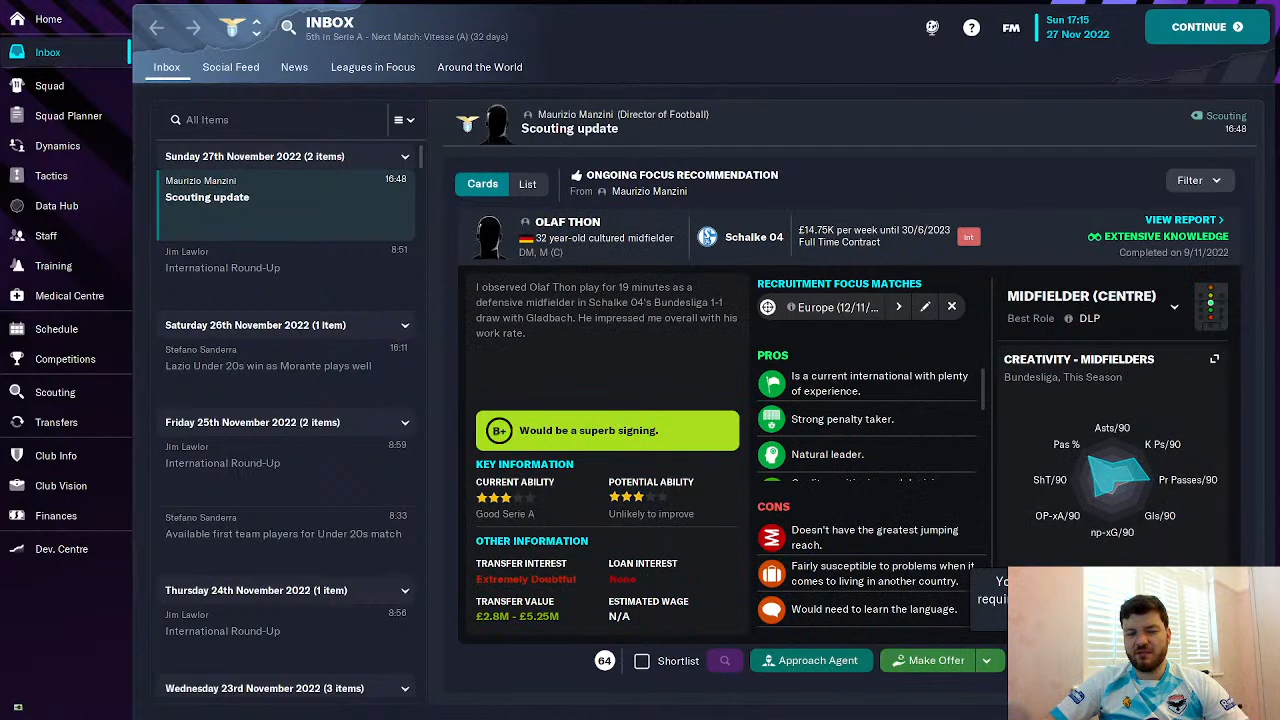 Home
Inbox
Squad
Squad Planner
Dynamics
Tactics
Data Hub
Staff
Training
Medical Centre
Schedule
Competitions
Scouting
Transfers
Club Info
Club Vision
Finances
Dev. Centre
INBOX
5th in Serie A - Next Match: Vitesse (A) (32 days)
FM
Sun 17:15
27 Nov 2022
CONTINUE
Inbox
Social Feed
News
Leagues in Focus
Around the World
All Items
Sunday 27th November 2022 (2 items)
Maurizio Manzini 16:48
Scouting update
Jim Lawlor 8:51
International Round-Up
Saturday 26th November 2022 (1 item)
Stefano Sanderra 16:11
Lazio Under 20s win as Morante plays well
Friday 25th November 2022 (2 items)
Jim Lawlor 8:59
International Round-Up
Stefano Sanderra 8:33
Available first team players for Under 20s match
Thursday 24th November 2022 (1 item)
Jim Lawlor 8:56
International Round-Up
Wednesday 23rd November 2022 (3 items)
Maurizio Manzini (Director of Football)
Scouting update
Scouting
16:48
Cards
List
ONGOING FOCUS RECOMMENDATION
From Maurizio Manzini
Filter
OLAF THON
32 year-old cultured midfielder
DM, M (C)
Schalke 04
£14.75K per week until 30/6/2023
Full Time Contract
Int
VIEW REPORT >
EXTENSIVE KNOWLEDGE
Completed on 9/11/2022
I observed Olaf Thon play for 19 minutes as a
defensive midfielder in Schalke 04's Bundesliga 1-1
draw with Gladbach. He impressed me overall with his
work rate.
B+ Would be a superb signing.
KEY INFORMATION
CURRENT ABILITY
Good Serie A
POTENTIAL ABILITY
Unlikely to improve
OTHER INFORMATION
TRANSFER INTEREST
Extremely Doubtful
LOAN INTEREST
None
TRANSFER VALUE
£2.8M - £5.25M
ESTIMATED WAGE
N/A
RECRUITMENT FOCUS MATCHES
Europe (12/11/...
PROS
Is a current international with plenty
of experience.
Strong penalty taker.
Natural leader.
CONS
Doesn't have the greatest jumping
reach.
Fairly susceptible to problems when it
comes to living in another country.
Would need to learn the language.
MIDFIELDER (CENTRE)
Best Role DLP
CREATIVITY - MIDFIELDERS
Bundesliga, This Season
Asts/90
K Ps/90
Pr Passes/90
Gls/90
np-xG/90
OP-xA/90
ShT/90
Pas %
64
Shortlist
Approach Agent
Make Offer